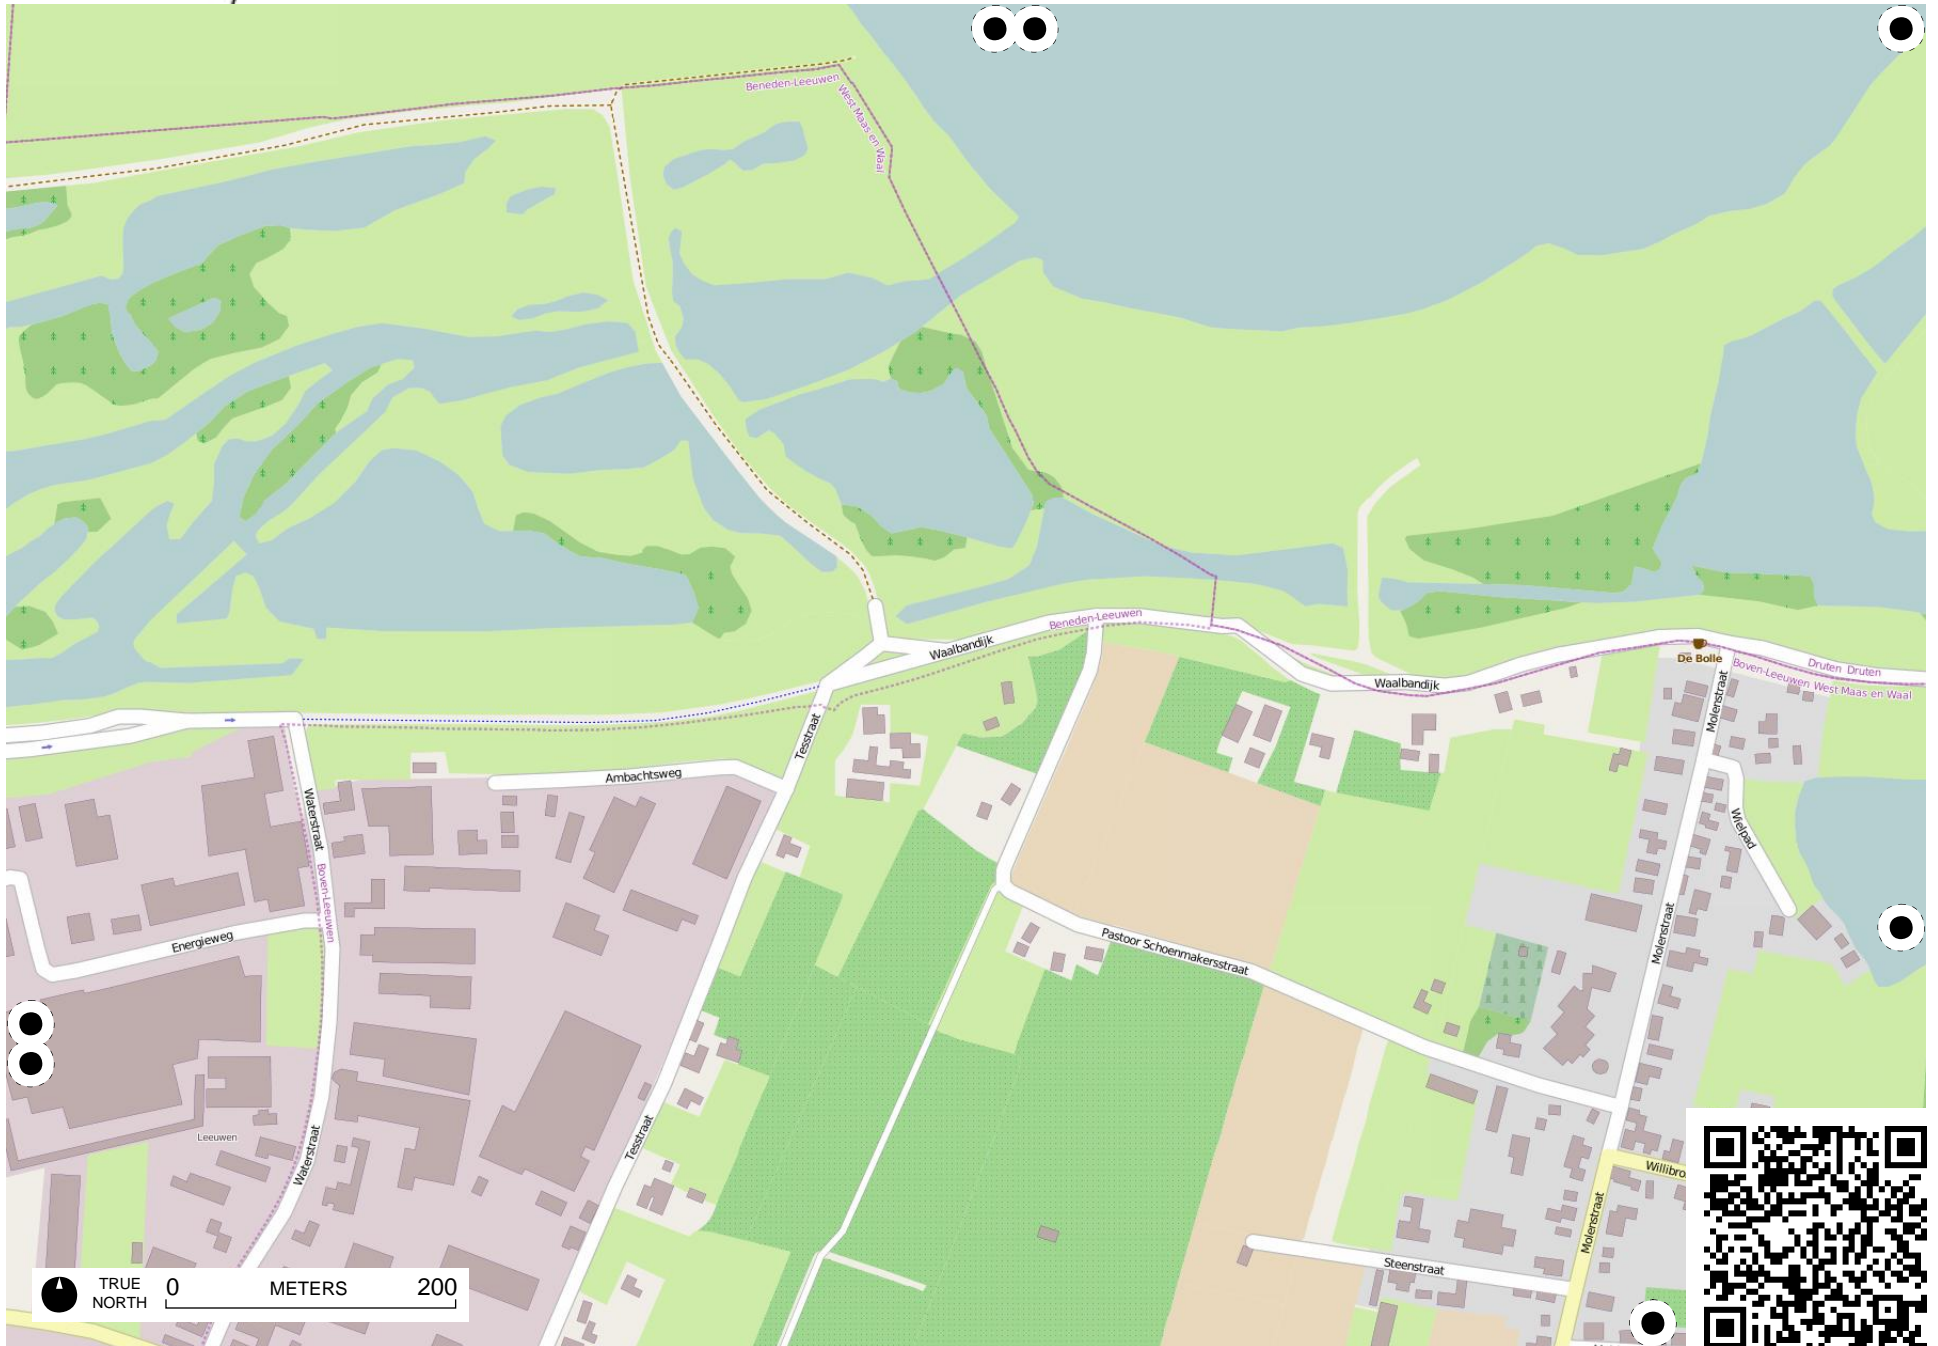 Beneden-Leeuwen
West Maas en Waal
Beneden-Leeuwen
Waalbandijk
Waalbandijk
De Bolle
Druten Druten
Boven-Leeuwen West Maas en Waal
Molenstraat
Tesstraat
Ambachtsweg
Waterstraat
Wielpad
Boven-Leeuwen
Energieweg
Molenstraat
Pastoor Schoenmakersstraat
Leeuwen
Waterstraat
Tesstraat
Willibro
Molenstraat
Steenstraat
TRUE
NORTH
0 METERS 200